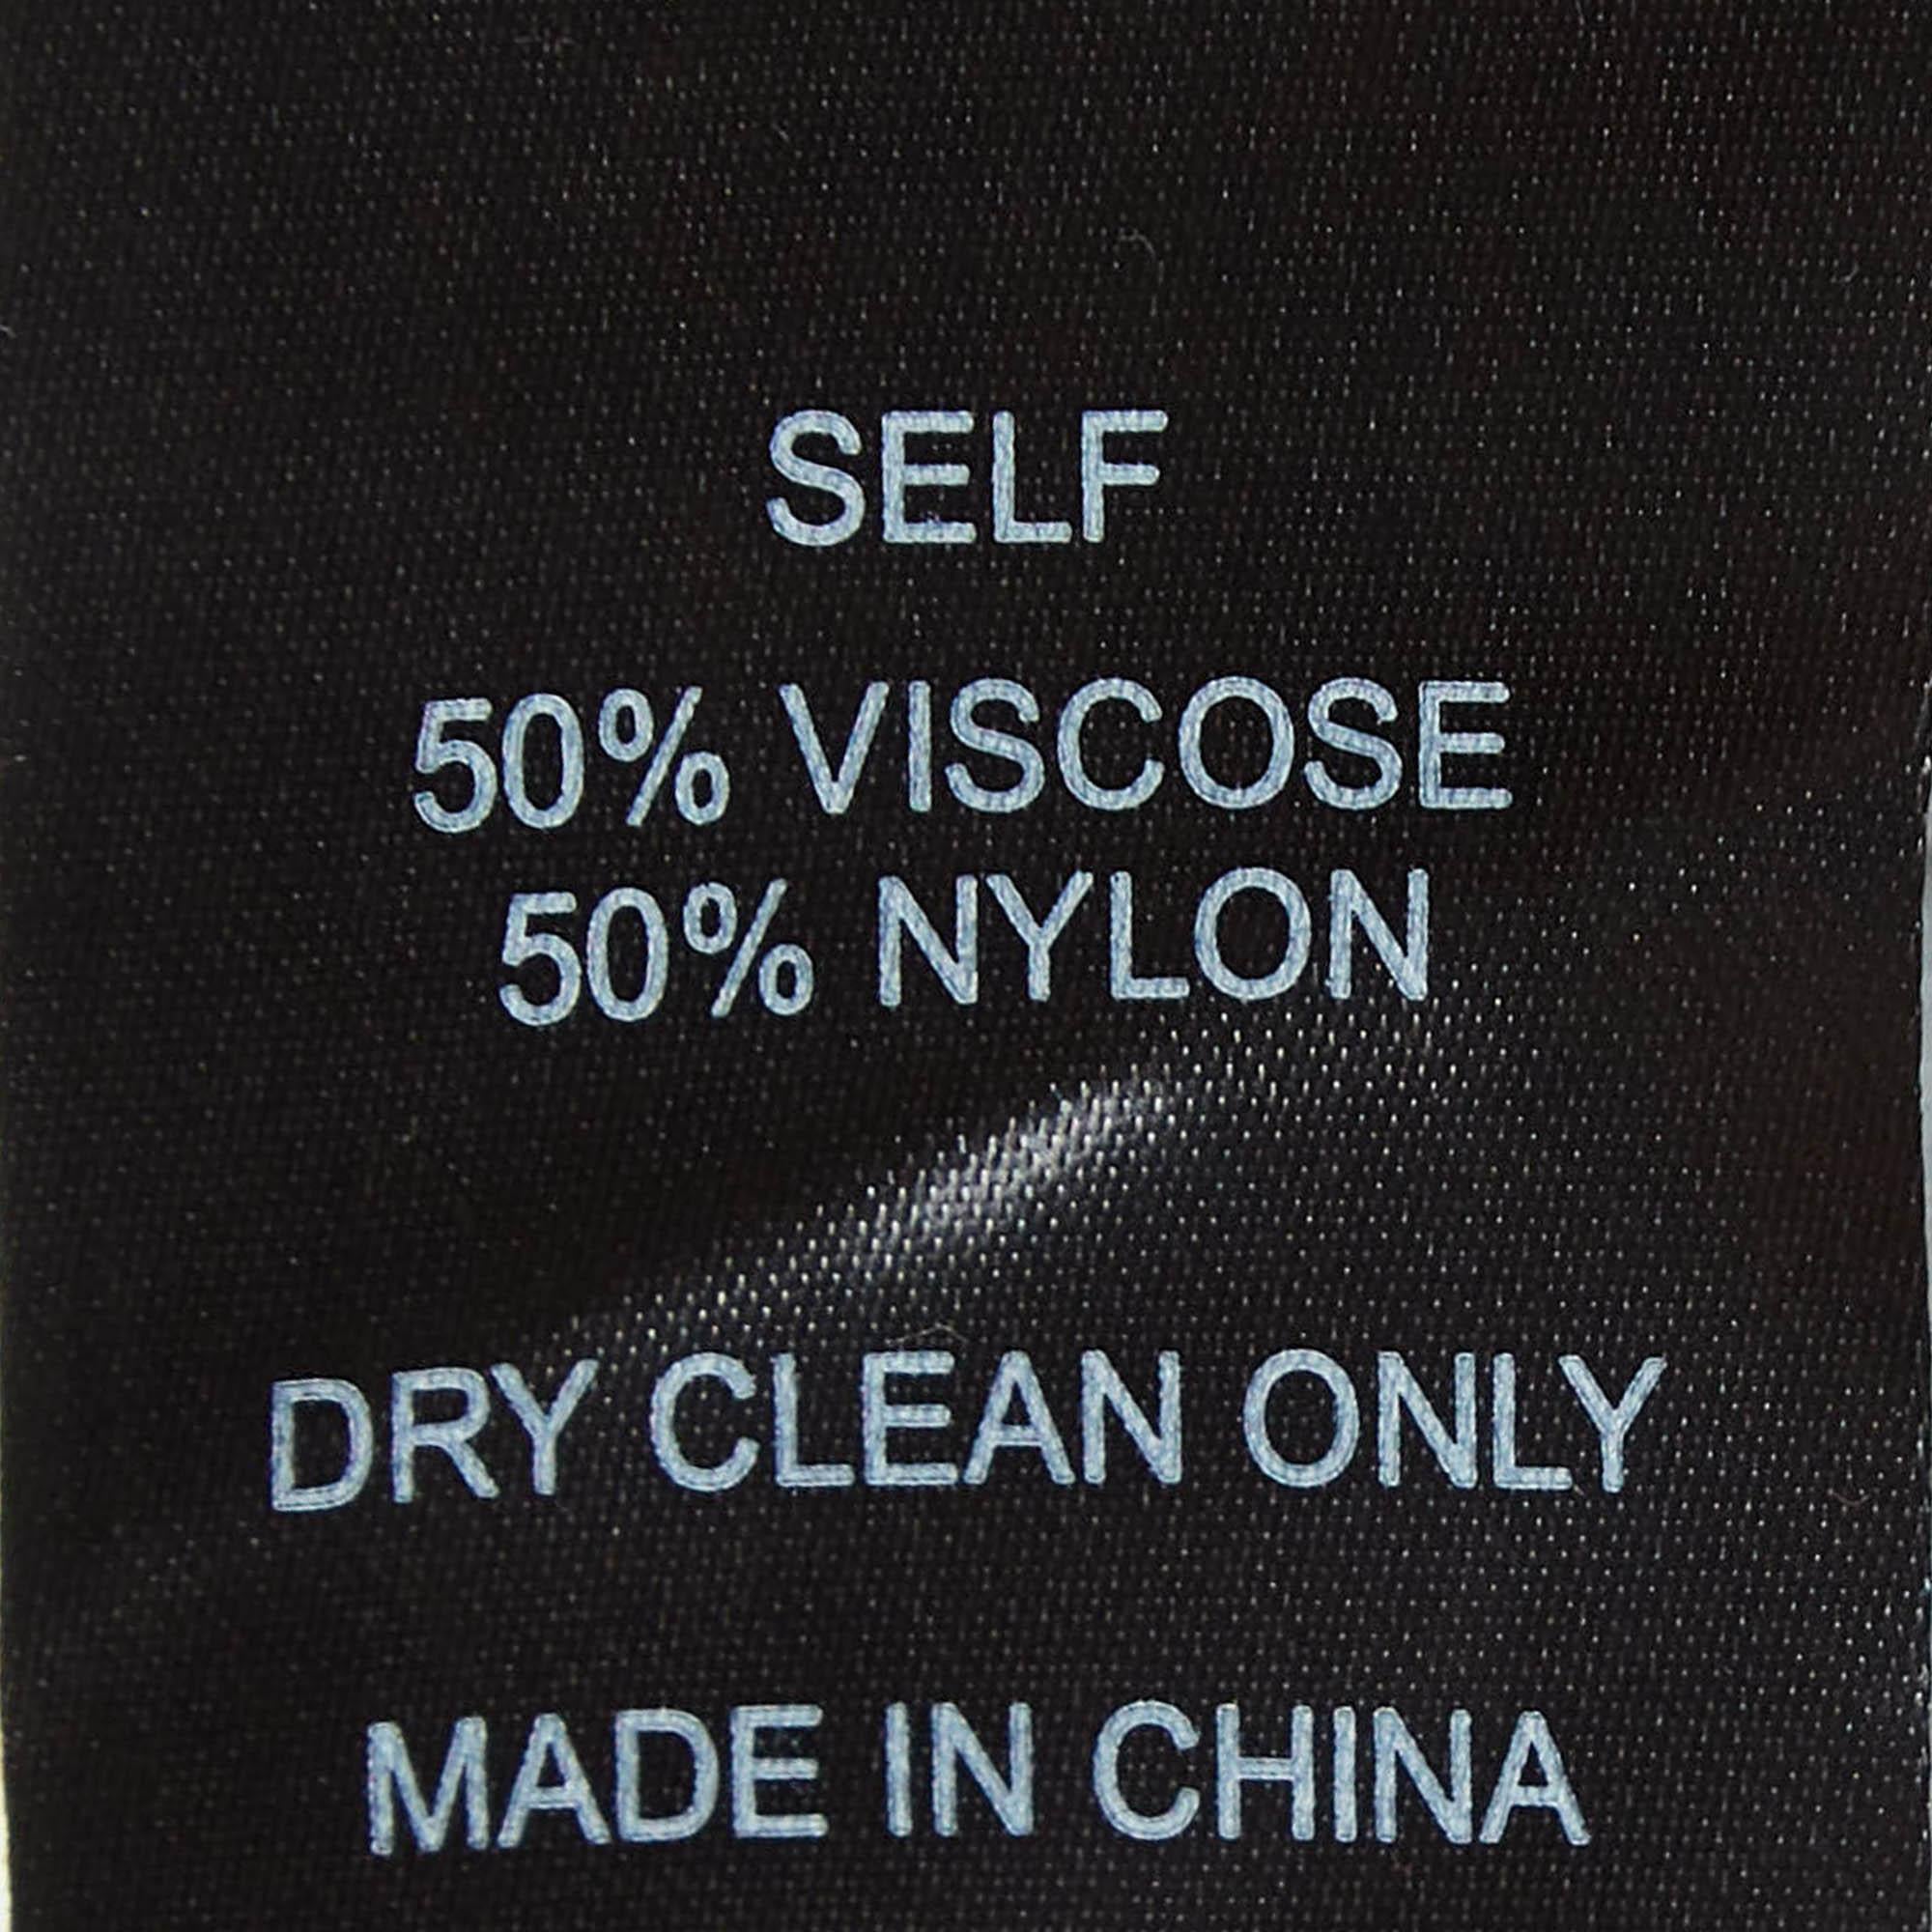 SELF
50% VISCOSE
50% NYLON
DRY CLEAN ONLY
MADE IN CHINA